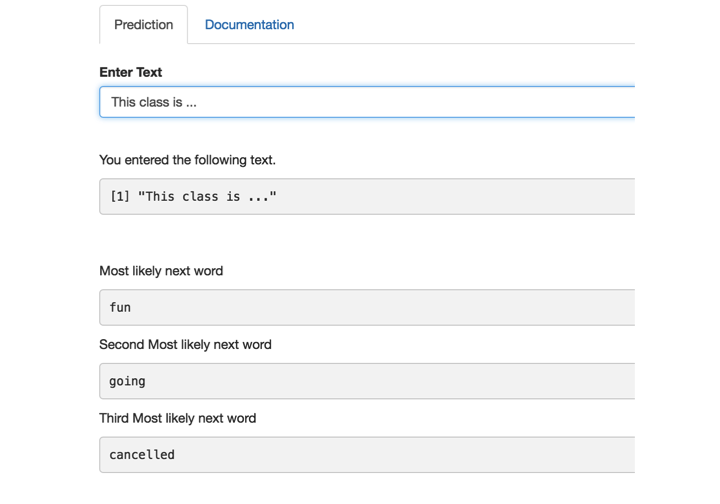 Prediction Documentation
Enter Text
This class is ...
You entered the following text.
[1] "This class is ..."
Most likely next word
fun
Second Most likely next word
going
Third Most likely next word
cancelled